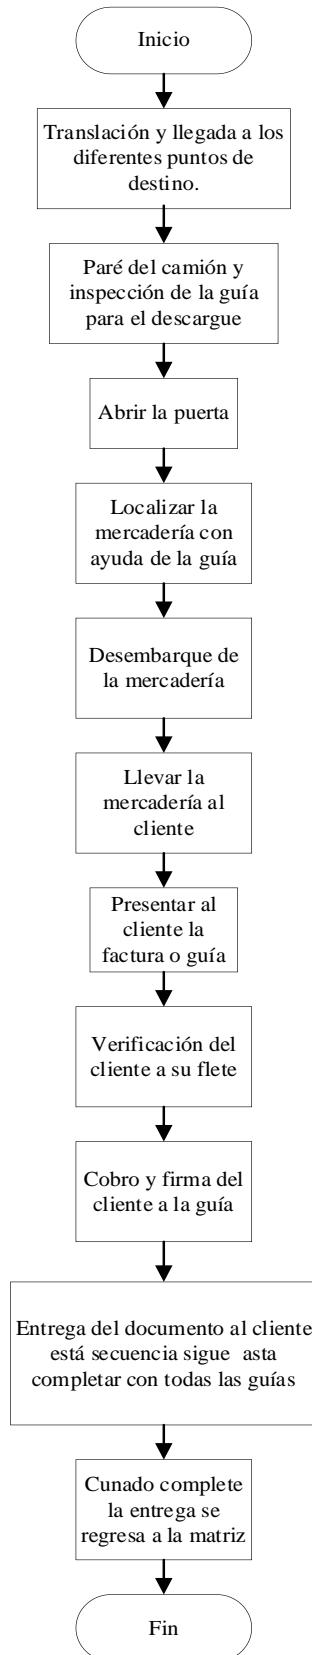 Inicio
Translación y llegada a los
diferentes puntos de
destino.
Paré del camión y
inspección de la guía
para el descargue
Abrir la puerta
Localizar la
mercadería con
ayuda de la guía
Desembarque de
la mercadería
Llevar la
mercadería al
cliente
Presentar al
cliente la
factura o guía
Verificación del
cliente a su flete
Cobro y firma del
cliente a la guía
Entrega del documento al cliente
está secuencia sigue  asta
completar con todas las guías
Cunado complete
la entrega se
regresa a la matriz
Fin